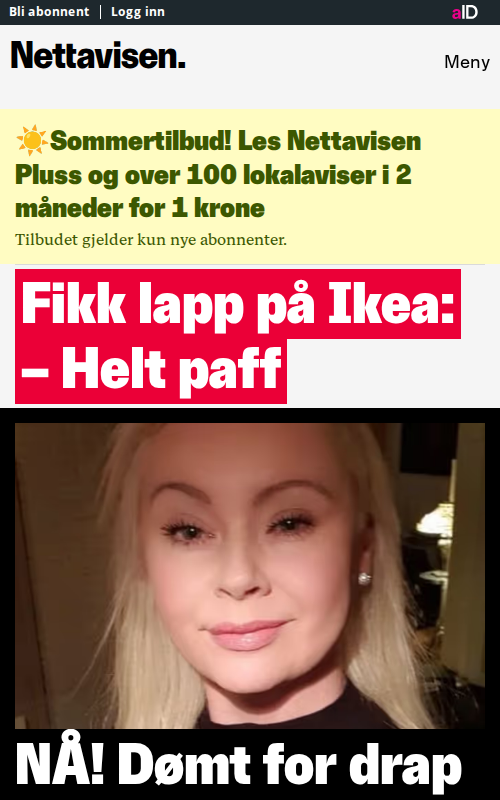 Bli abonnent | Logg inn
aID
Nettavisen.
Meny
Sommertilbud! Les Nettavisen
Pluss og over 100 lokalaviser i 2
måneder for 1 krone
Tilbudet gjelder kun nye abonnenter.
Fikk lapp på Ikea:
– Helt paff
NÅ! Dømt for drap